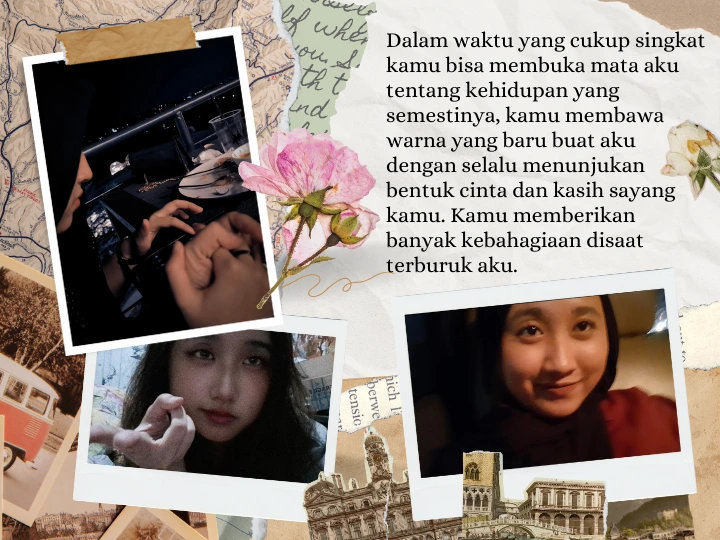 Dalam waktu yang cukup singkat
kamu bisa membuka mata aku
tentang kehidupan yang
semestinya, kamu membawa
warna yang baru buat aku
dengan selalu menunjukan
bentuk cinta dan kasih sayang
kamu. Kamu memberikan
banyak kebahagiaan disaat
terburuk aku.